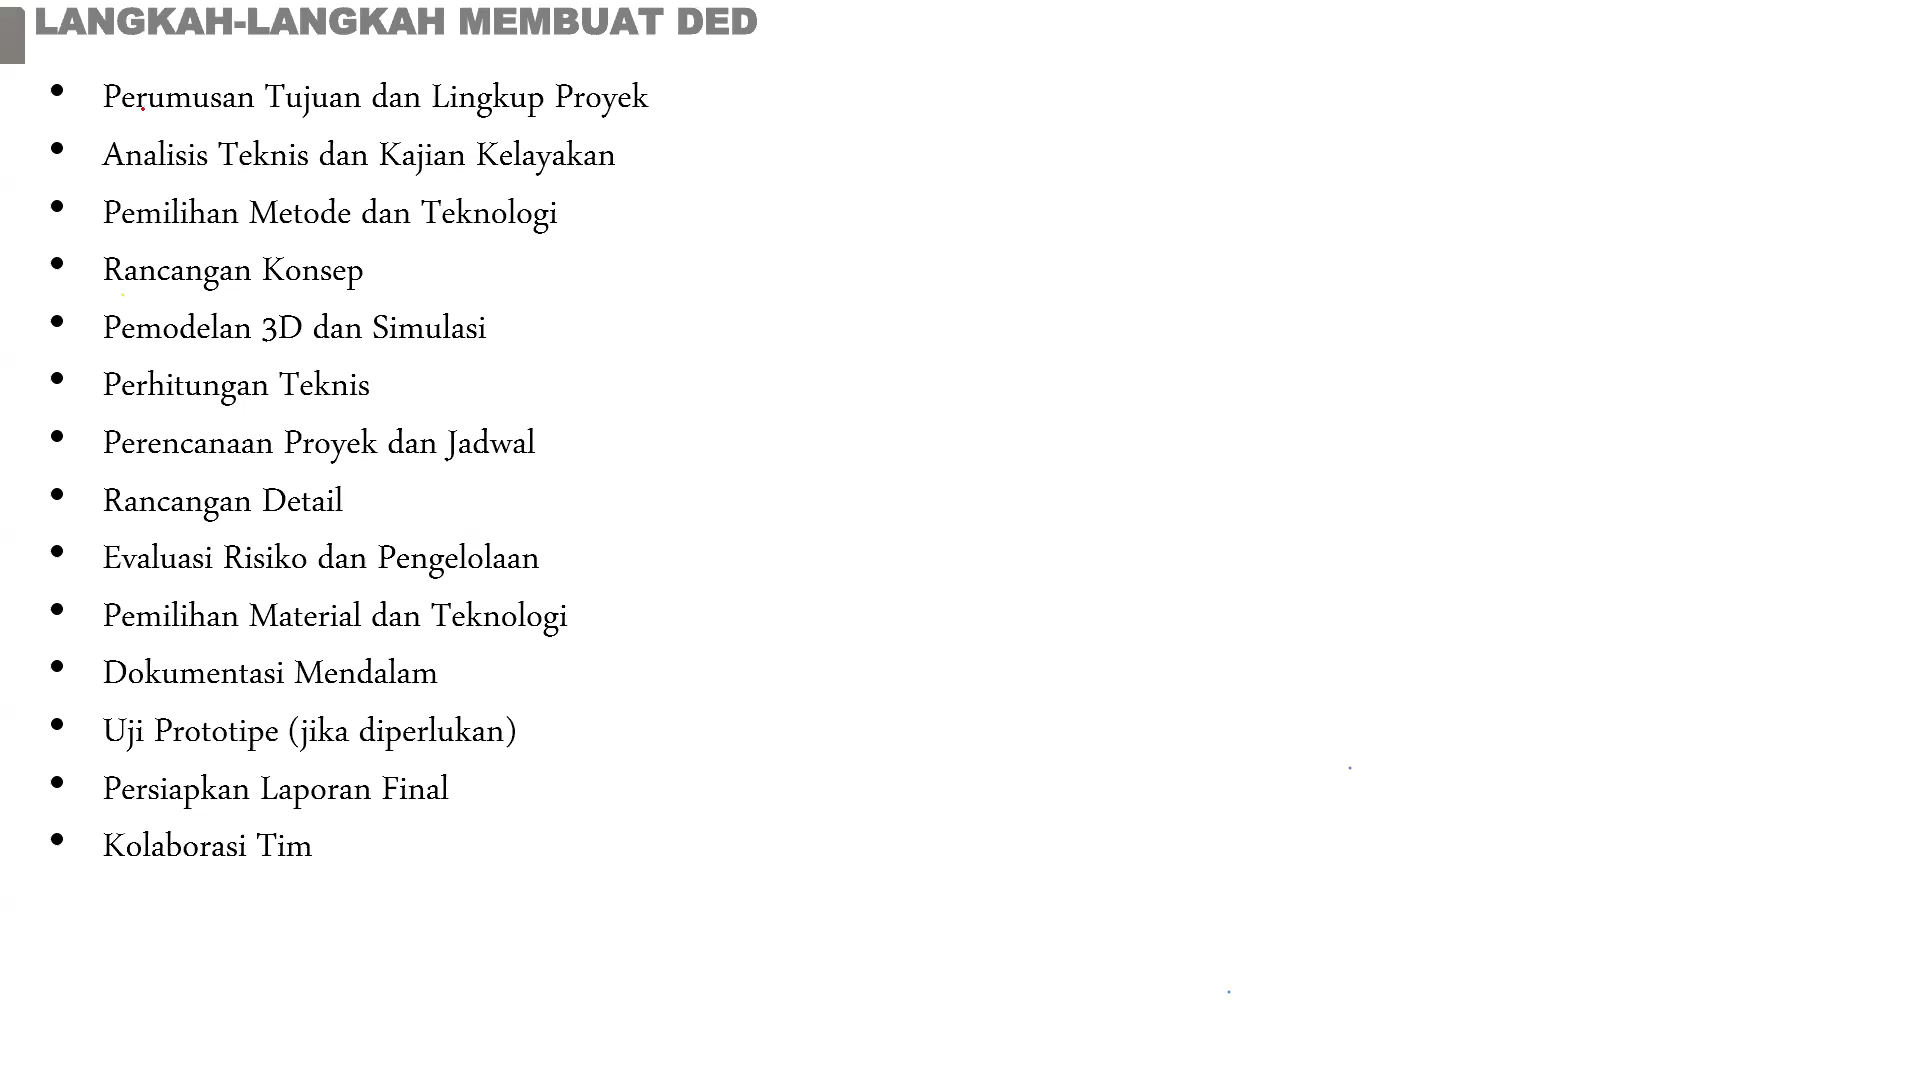 LANGKAH-LANGKAH MEMBUAT DED
• Perumusan Tujuan dan Lingkup Proyek
• Analisis Teknis dan Kajian Kelayakan
• Pemilihan Metode dan Teknologi
• Rancangan Konsep
• Pemodelan 3D dan Simulasi
• Perhitungan Teknis
• Perencanaan Proyek dan Jadwal
• Rancangan Detail
• Evaluasi Risiko dan Pengelolaan
• Pemilihan Material dan Teknologi
• Dokumentasi Mendalam
• Uji Prototipe (jika diperlukan)
• Persiapkan Laporan Final
• Kolaborasi Tim